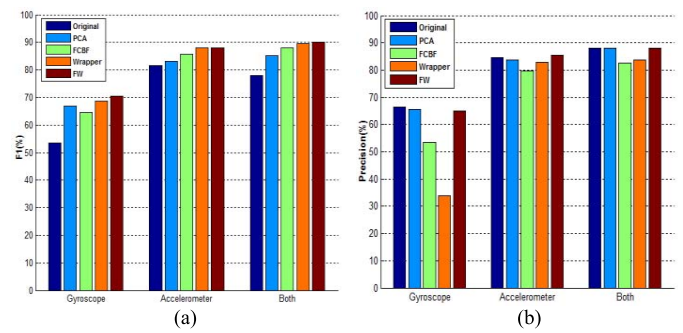 F1(%)
100
90
80
70
60
50
40
30
20
10
0
Original
PCA
FCBF
Wrapper
FW
Gyroscope
Accelerometer
Both
(a)
Precision(%)
100
90
80
70
60
50
40
30
20
10
0
Original
PCA
FCBF
Wrapper
FW
Gyroscope
Accelerometer
Both
(b)